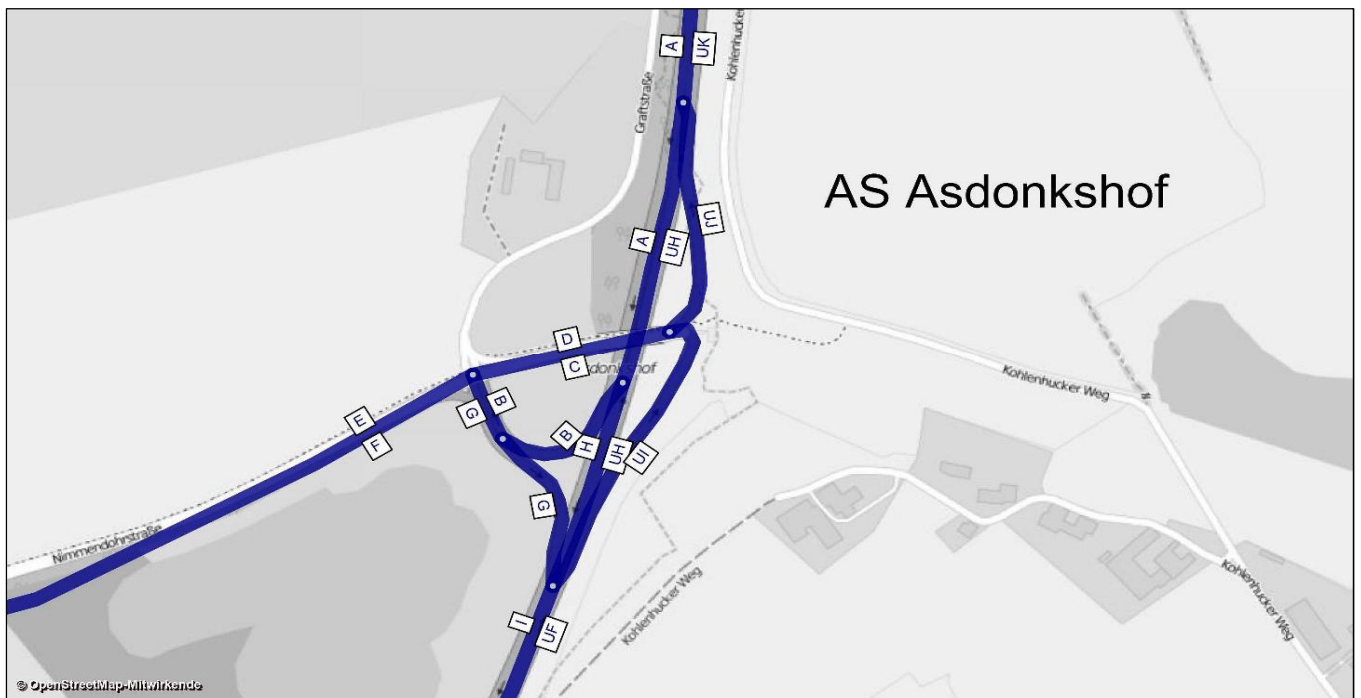 A
UK
Kohlenhucker
Graftstraße
AS Asdonkshof
UJ
A
UH
D
C
donkshof
Kohlenhucker Weg
B
G
E
F
B
H
UH
UI
G
Nimmendohrstraße
Kohlenhucker Weg
Kohlenhucker Weg
I
UF
© OpenStreetMap-Mitwirkende